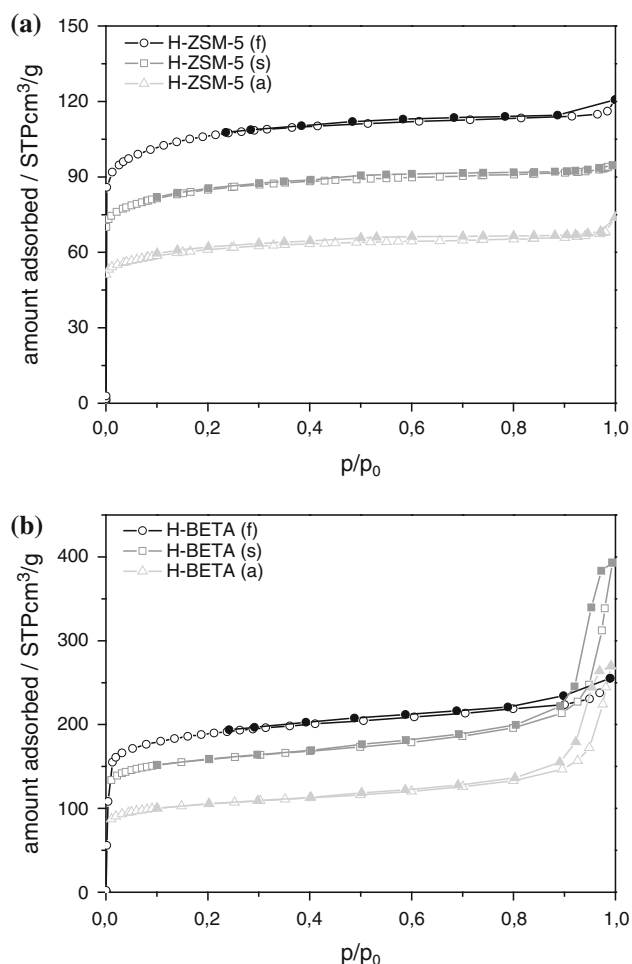 (a)
150
120
90
60
30
0
amount adsorbed / STPcm³/g
H-ZSM-5 (f)
H-ZSM-5 (s)
H-ZSM-5 (a)
0,0 0,2 0,4 0,6 0,8 1,0
p/p₀
(b)
400
300
200
100
0
amount adsorbed / STPcm³/g
H-BETA (f)
H-BETA (s)
H-BETA (a)
0,0 0,2 0,4 0,6 0,8 1,0
p/p₀